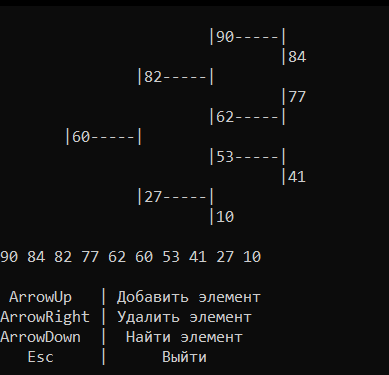 |90-----|
|84
|82-----|
|77
|62-----|
|60-----|
|53-----|
|41
|27-----|
|10
90 84 82 77 62 60 53 41 27 10
ArrowUp | Добавить элемент
ArrowRight | Удалить элемент
ArrowDown | Найти элемент
Esc | Выйти